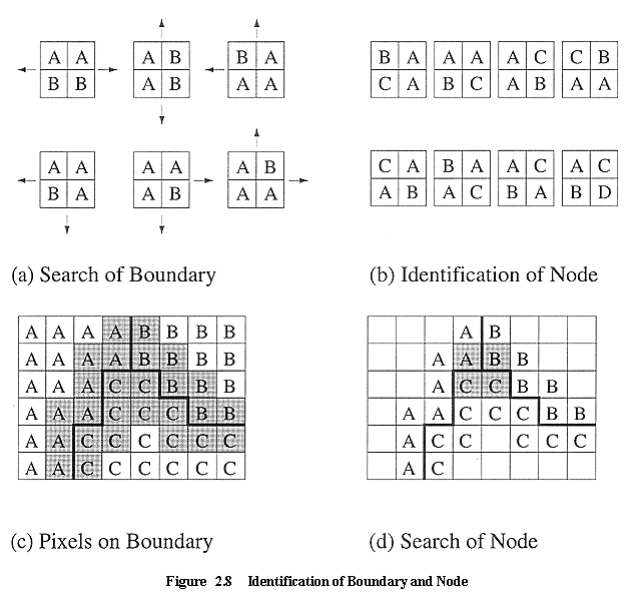 A A A B B A
B B A B A A
A A A A A B
B A A B A A
(a) Search of Boundary
B A A A A C C B
C A B C A B A A
C A B A A C A C
A B A C B A B D
(b) Identification of Node
A A A A B B B B
A A A A B B B B
A A A C C B B B
A A A C C C B B
A A C C C C C C
A A C C C C C C
(c) Pixels on Boundary
A B
A A B B
A C C B B
A A C C C B B
A C C C C C
A C
(d) Search of Node
Figure 2.8 Identification of Boundary and Node